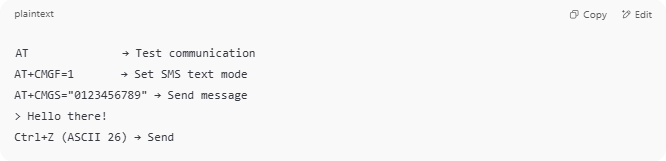 plaintext Copy Edit
AT → Test communication
AT+CMGF=1 → Set SMS text mode
AT+CMGS="0123456789" → Send message
> Hello there!
Ctrl+Z (ASCII 26) → Send